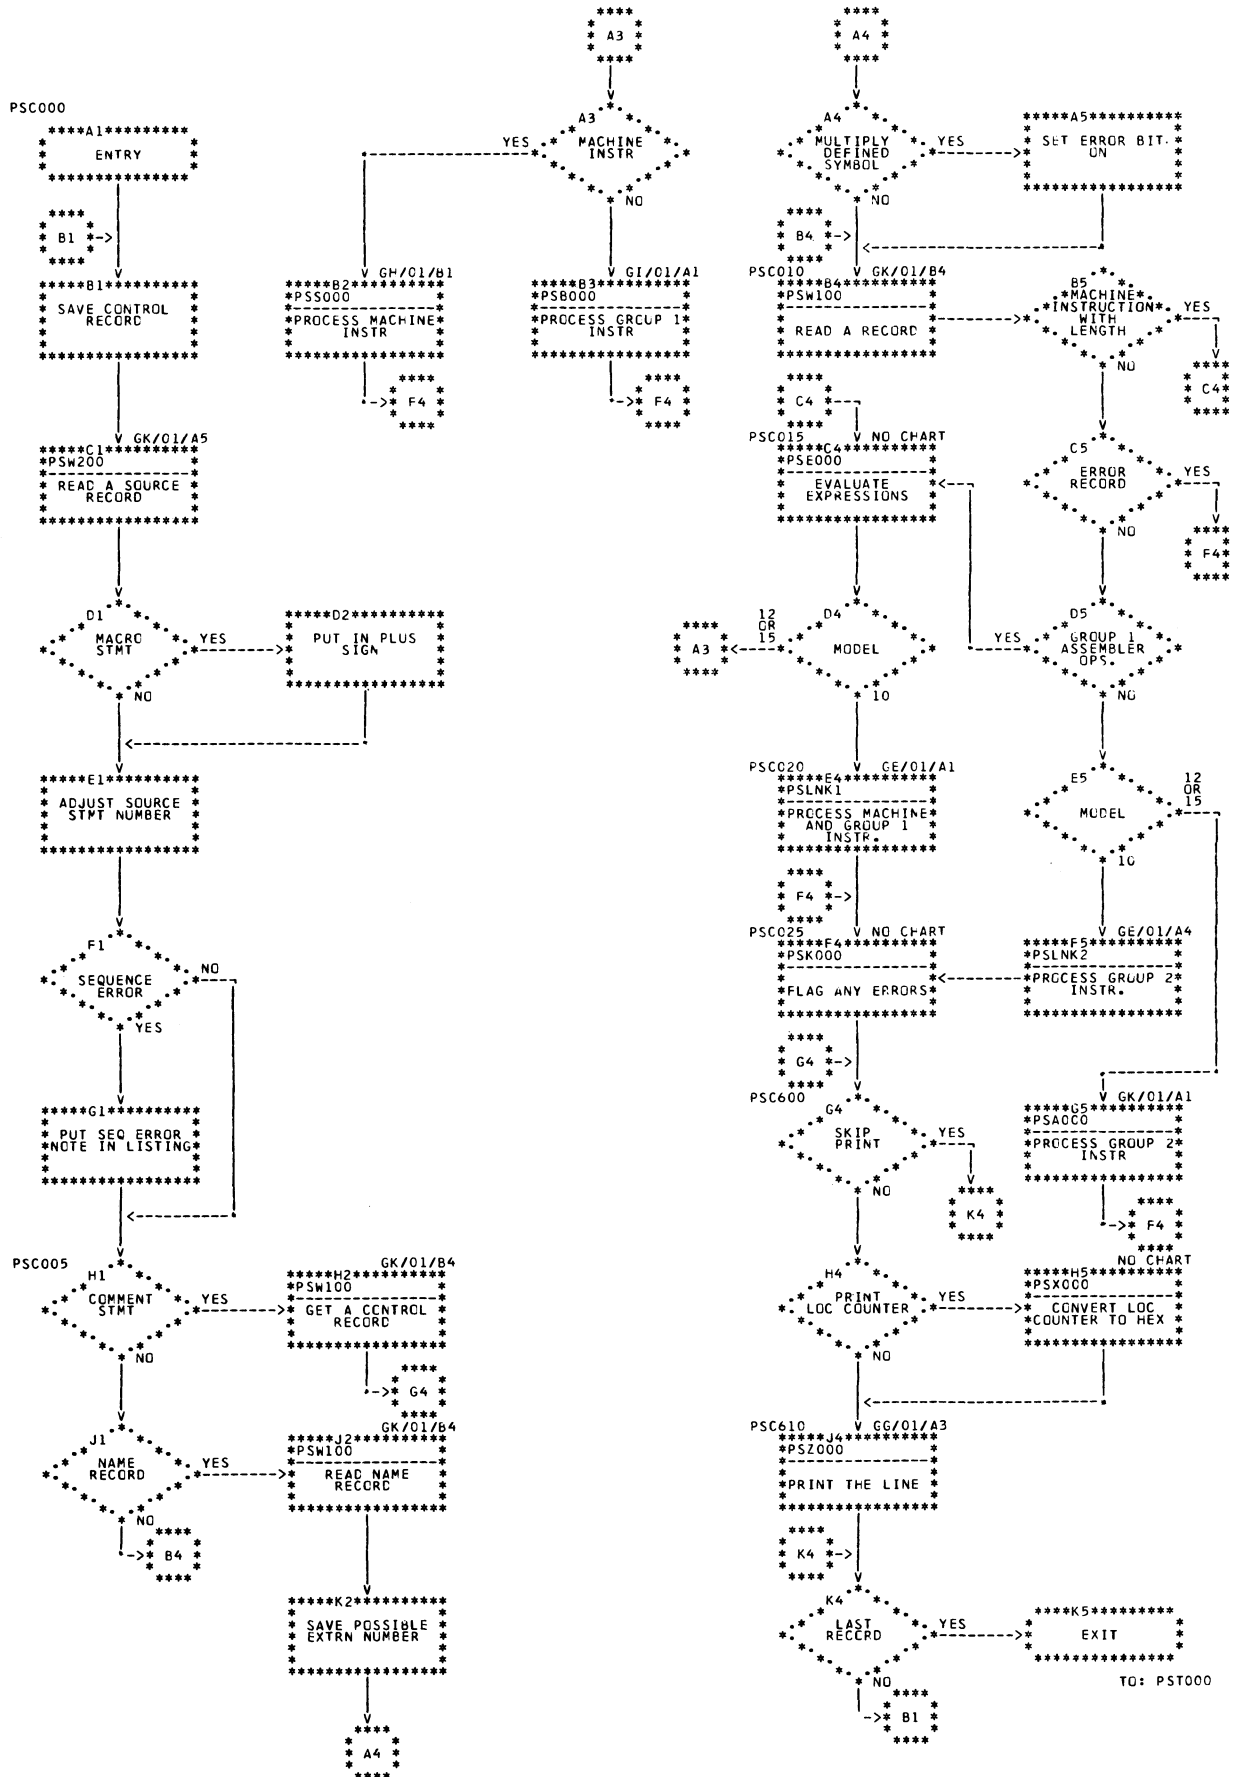 A3
A4
PSC000
A1
ENTRY
A3
MACHINE
INSTR
YES
NO
A4
MULTIPLY
DEFINED
SYMBOL
YES
NO
A5
SET ERROR BIT.
ON
B1
B4
B1
SAVE CONTROL
RECORD
GH/01/B1
B2
PSS000
PROCESS MACHINE
INSTR
GI/01/A1
B3
PSB000
PROCESS GROUP 1
INSTR
PSC010
GK/01/B4
B4
PSW100
READ A RECORD
B5
MACHINE
INSTRUCTION
WITH
LENGTH
YES
NO
F4
F4
C4
C4
GK/01/A5
C1
PSW200
READ A SOURCE
RECORD
PSC015
NO CHART
C4
PSE000
EVALUATE
EXPRESSIONS
C5
ERROR
RECORD
YES
NO
F4
D1
MACRO
STMT
YES
NO
D2
PUT IN PLUS
SIGN
A3
12
OR
15
D4
MODEL
10
YES
D5
GROUP 1
ASSEMBLER
OPS.
NO
E1
ADJUST SOURCE
STMT NUMBER
PSC020
GE/01/A1
E4
PSLNK1
PROCESS MACHINE
AND GROUP 1
INSTR.
E5
MODEL
12
OR
15
10
F4
F1
SEQUENCE
ERROR
NO
YES
PSC025
NO CHART
F4
PSK000
FLAG ANY ERRORS
GE/01/A4
F5
PSLNK2
PROCESS GROUP 2
INSTR.
G4
G1
PUT SEQ ERROR
NOTE IN LISTING
PSC600
G4
SKIP
PRINT
YES
NO
K4
GK/01/A1
G5
PSA000
PROCESS GROUP 2
INSTR
F4
PSC005
H1
COMMENT
STMT
YES
NO
GK/01/B4
H2
PSW100
GET A CONTROL
RECORD
G4
H4
PRINT
LOC COUNTER
YES
NO
NO CHART
H5
PSX000
CONVERT LOC
COUNTER TO HEX
J1
NAME
RECORD
YES
NO
B4
GK/01/B4
J2
PSW100
READ NAME
RECORD
PSC610
GG/01/A3
J4
PSZ000
PRINT THE LINE
K4
K2
SAVE POSSIBLE
EXTRN NUMBER
K4
LAST
RECORD
YES
NO
K5
EXIT
TO: PST000
B1
A4